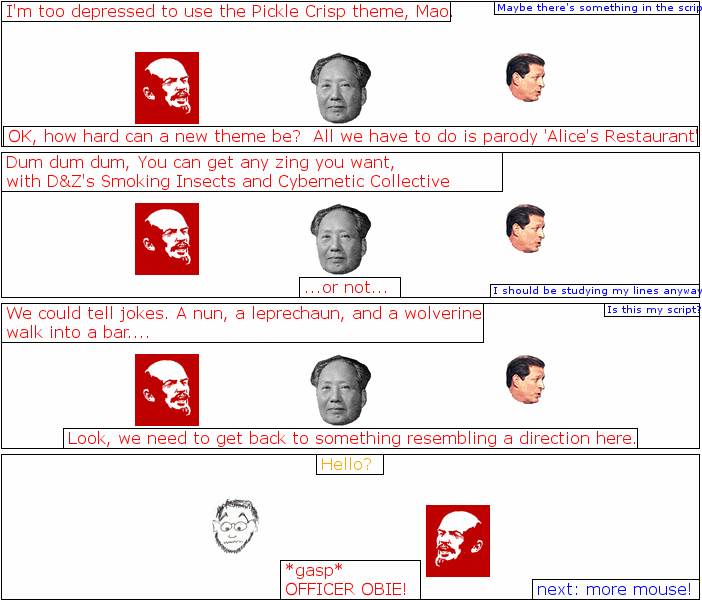 I'm too depressed to use the Pickle Crisp theme, Mao.
Maybe there's something in the scrip
OK, how hard can a new theme be?  All we have to do is parody 'Alice's Restaurant'
Dum dum dum, You can get any zing you want,
with D&Z's Smoking Insects and Cybernetic Collective
...or not...
I should be studying my lines anyway
We could tell jokes. A nun, a leprechaun, and a wolverine
walk into a bar....
Is this my script?
Look, we need to get back to something resembling a direction here.
Hello?
*gasp*
OFFICER OBIE!
next: more mouse!